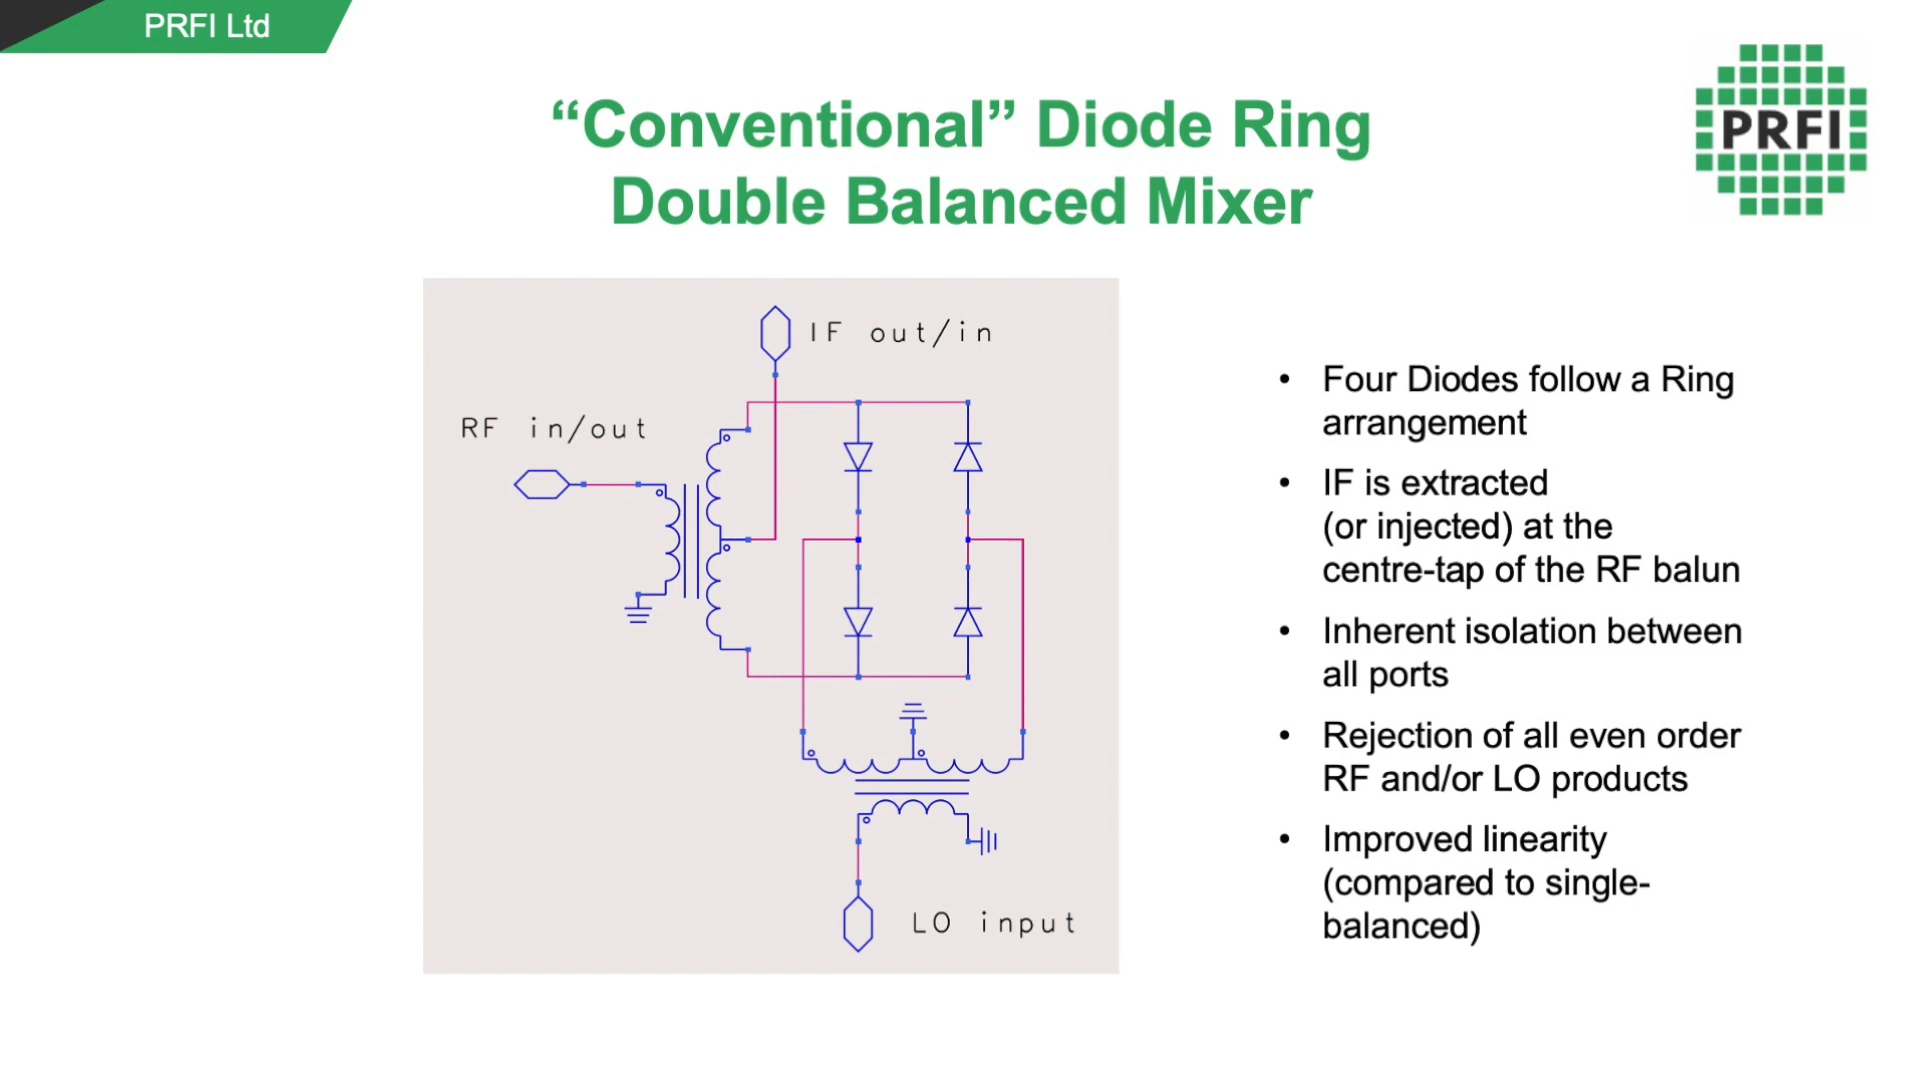 PRFI Ltd
“Conventional” Diode Ring
Double Balanced Mixer
PRFI
IF out/in
RF in/out
LO input
• Four Diodes follow a Ring
arrangement
• IF is extracted
(or injected) at the
centre-tap of the RF balun
• Inherent isolation between
all ports
• Rejection of all even order
RF and/or LO products
• Improved linearity
(compared to single-
balanced)